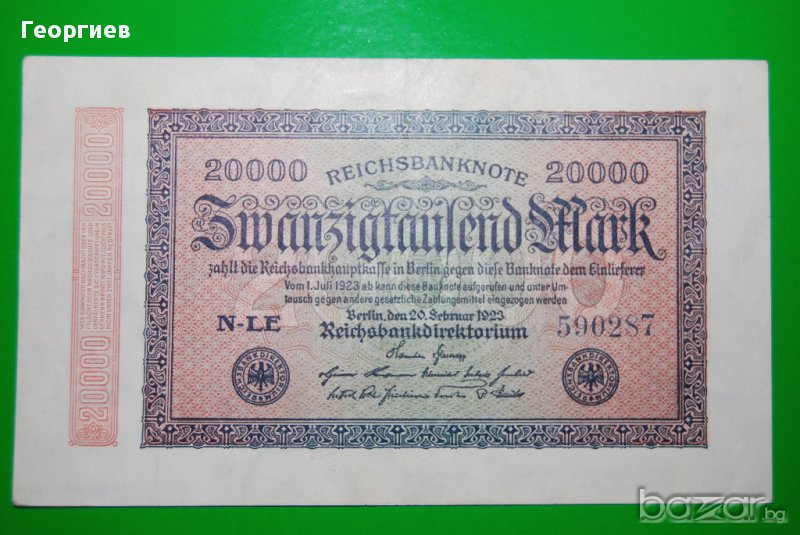 Георгиев
20000
REICHSBANKNOTE
20000
Zwanzigtausend Mark
zahlt die Reichsbankhauptkasse in Berlin gegen diese Banknote dem Einlieferer
Vom 1. Juli 1923 ab kann diese Banknote aufgerufen und unter Um-
tausch gegen andere gesetzliche Zahlungsmittel eingezogen werden
Berlin, den 20. Februar 1923
N-LE
Reichsbankdirektorium
590287
REICHSBANKDIREKTORIUM
REICHSBANKDIREKTORIUM
20000
20000
bazar.bg